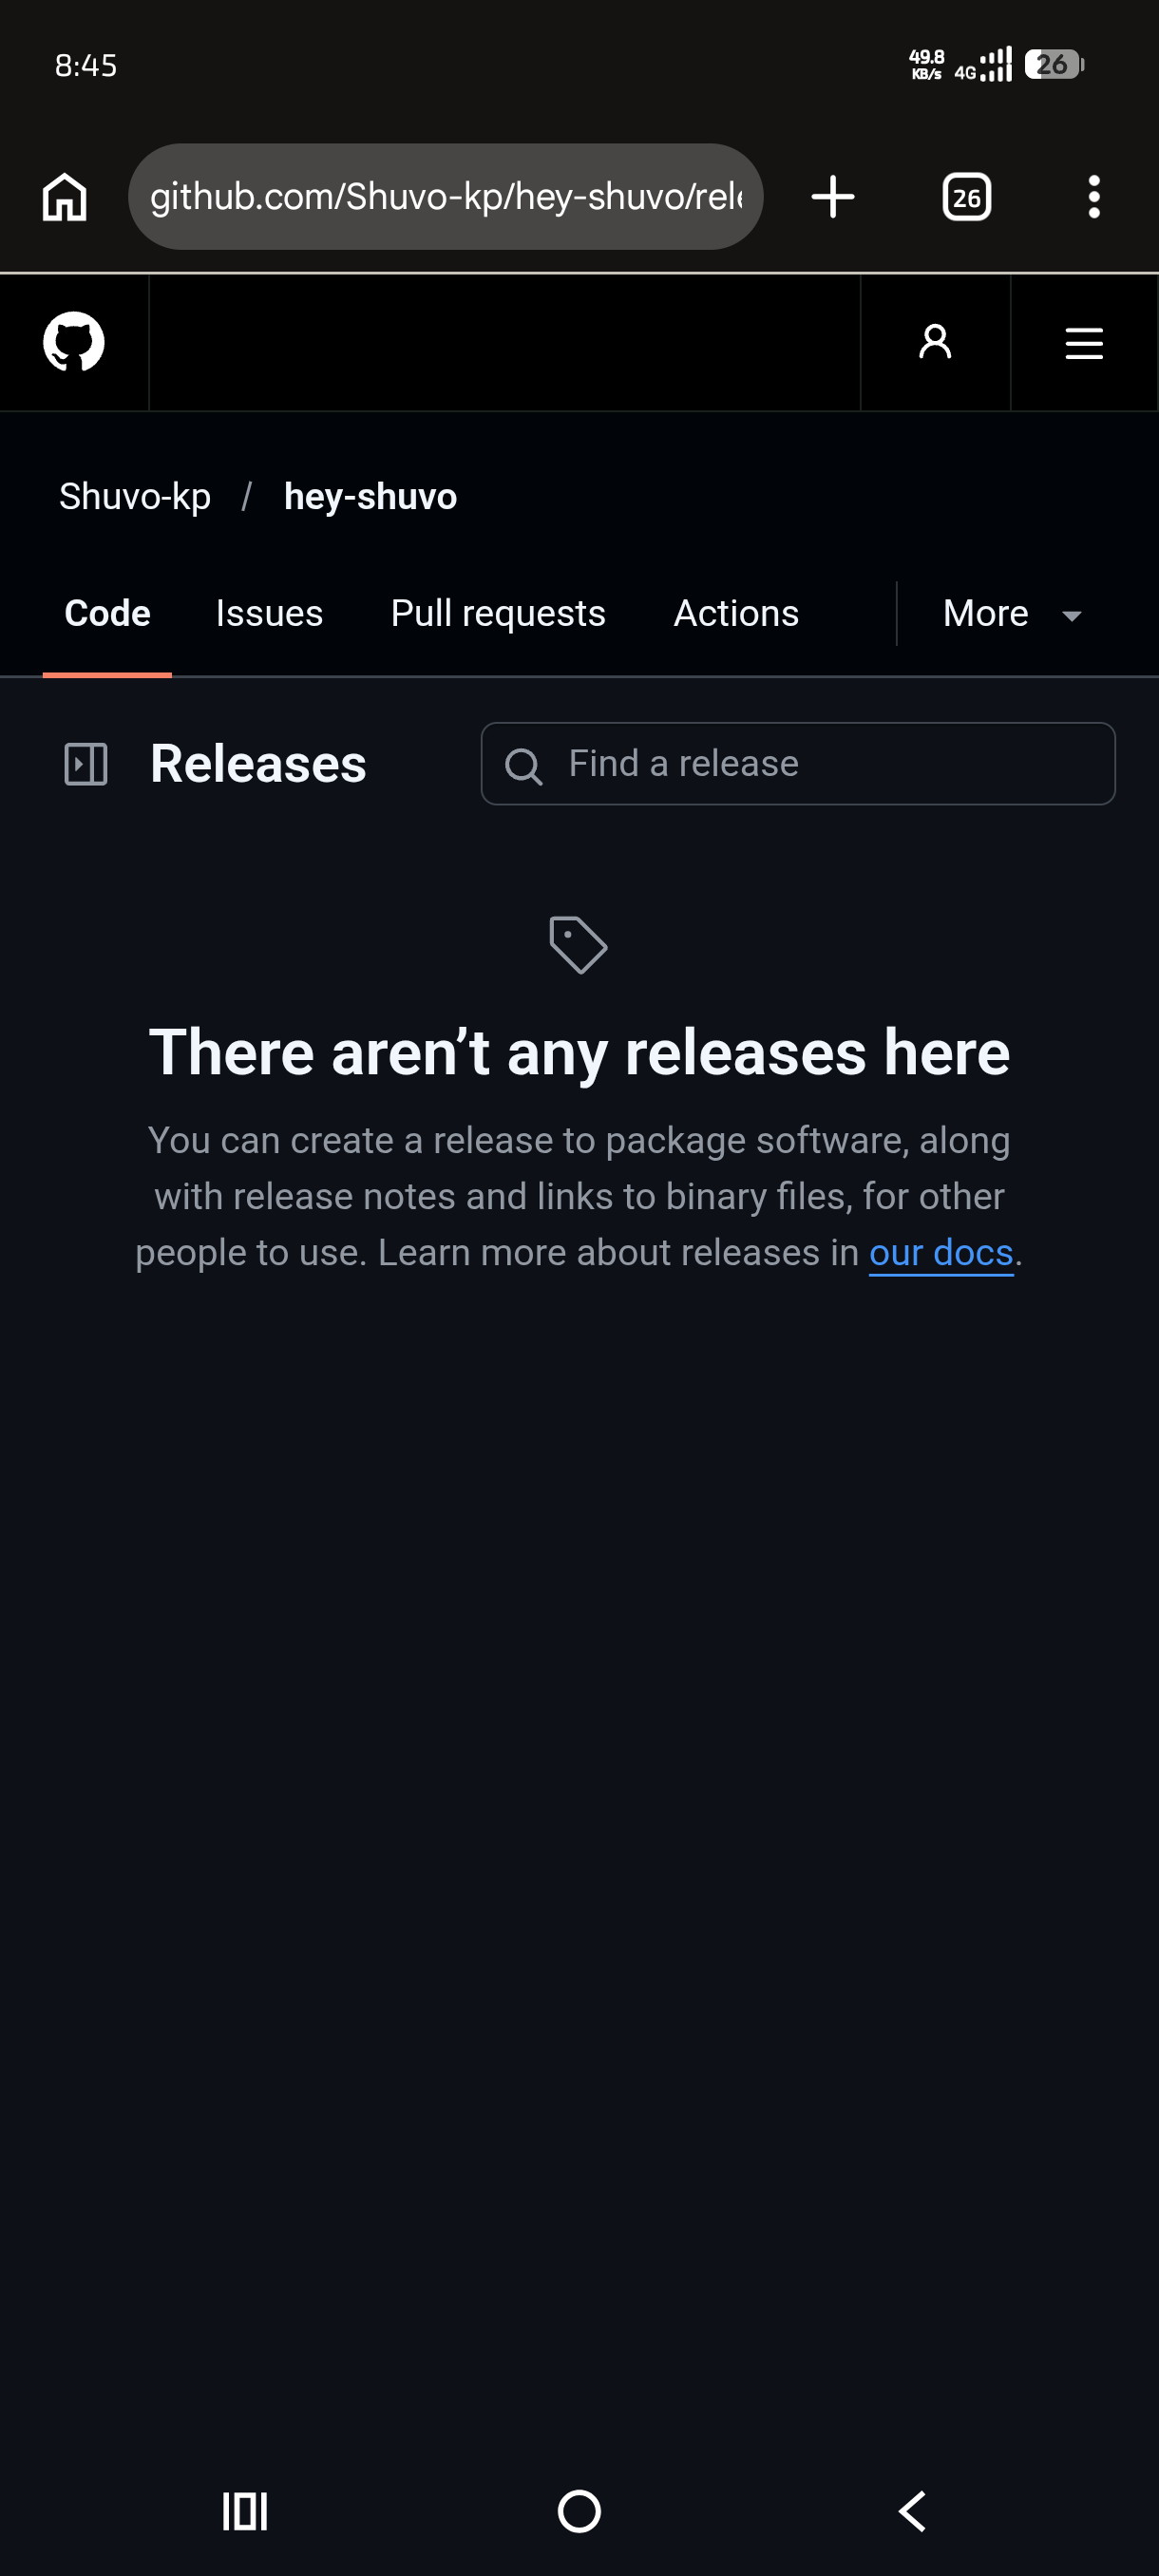 8:45
49.8
KB/s
4G
26
github.com/Shuvo-kp/hey-shuvo/rele
26
Shuvo-kp / hey-shuvo
Code Issues Pull requests Actions More
Releases
Find a release
There aren’t any releases here
You can create a release to package software, along
with release notes and links to binary files, for other
people to use. Learn more about releases in our docs.